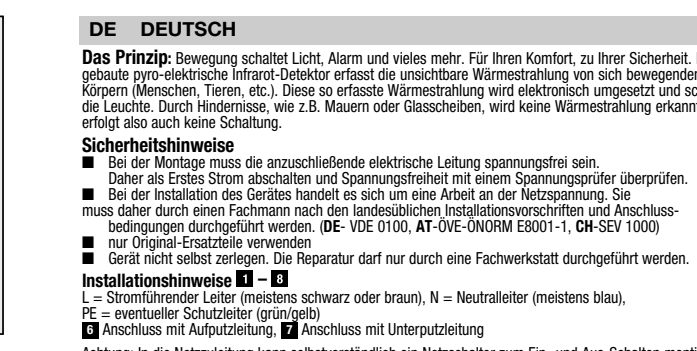 DE DEUTSCH
Das Prinzip: Bewegung schaltet Licht, Alarm und vieles mehr. Für Ihren Komfort, zu Ihrer Sicherheit.
gebaute pyro-elektrische Infrarot-Detektor erfasst die unsichtbare Wärmestrahlung von sich bewegenden
Körpern (Menschen, Tieren, etc.). Diese so erfasste Wärmestrahlung wird elektronisch umgesetzt und
die Leuchte. Durch Hindernisse, wie z.B. Mauern oder Glasscheiben, wird keine Wärmestrahlung
erfolgt also auch keine Schaltung.
Sicherheitshinweise
■ Bei der Montage muss die anzuschließende elektrische Leitung spannungsfrei sein.
Daher als Erstes Strom abschalten und Spannungsfreiheit mit einem Spannungsprüfer überprüfen.
■ Bei der Installation des Gerätes handelt es sich um eine Arbeit an der Netzspannung. Sie
muss daher durch einen Fachmann nach den landesüblichen Installationsvorschriften und Anschluss-
bedingungen durchgeführt werden. (DE- VDE 0100, AT-ÖVE-ÖNORM E8001-1, CH-SEV 1000)
■ nur Original-Ersatzteile verwenden
■ Gerät nicht selbst zerlegen. Die Reparatur darf nur durch eine Fachwerkstatt durchgeführt werden.
Installationshinweise 1 – 8
L = Stromführender Leiter (meistens schwarz oder braun), N = Neutralleiter (meistens blau),
PE = eventueller Schutzleiter (grün/gelb)
6 Anschluss mit Aufputzleitung, 7 Anschluss mit Unterputzleitung